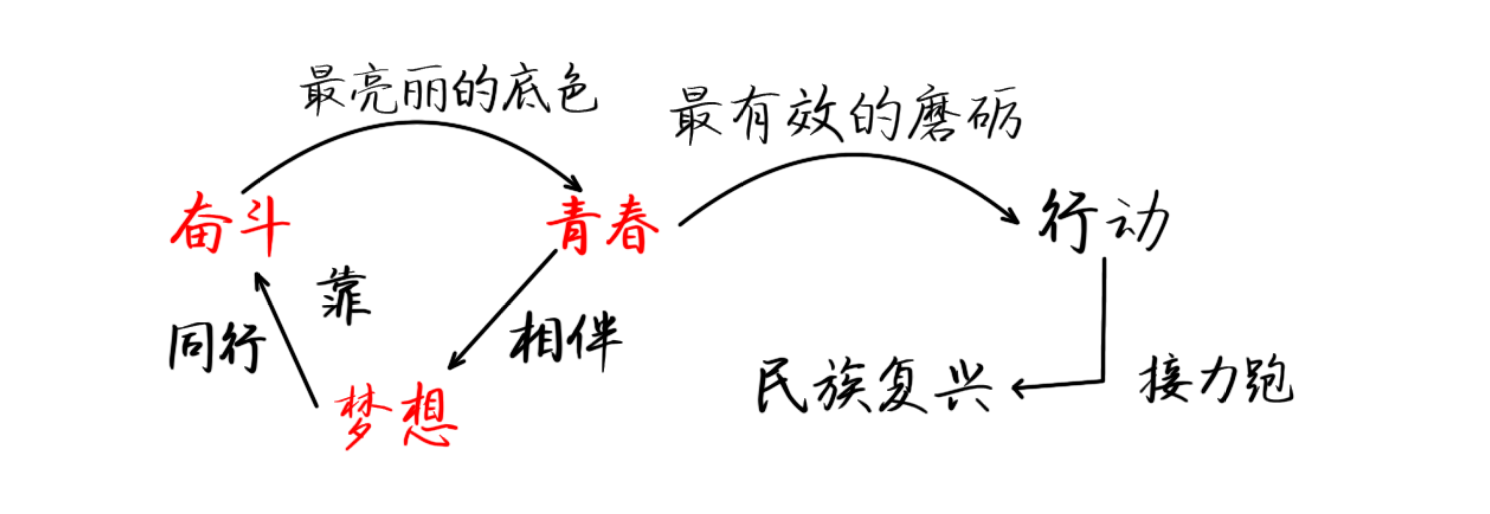 最亮丽的底色
最有效的磨砺
奋斗
青春
行动
靠
同行
相伴
梦想
民族复兴
接力跑